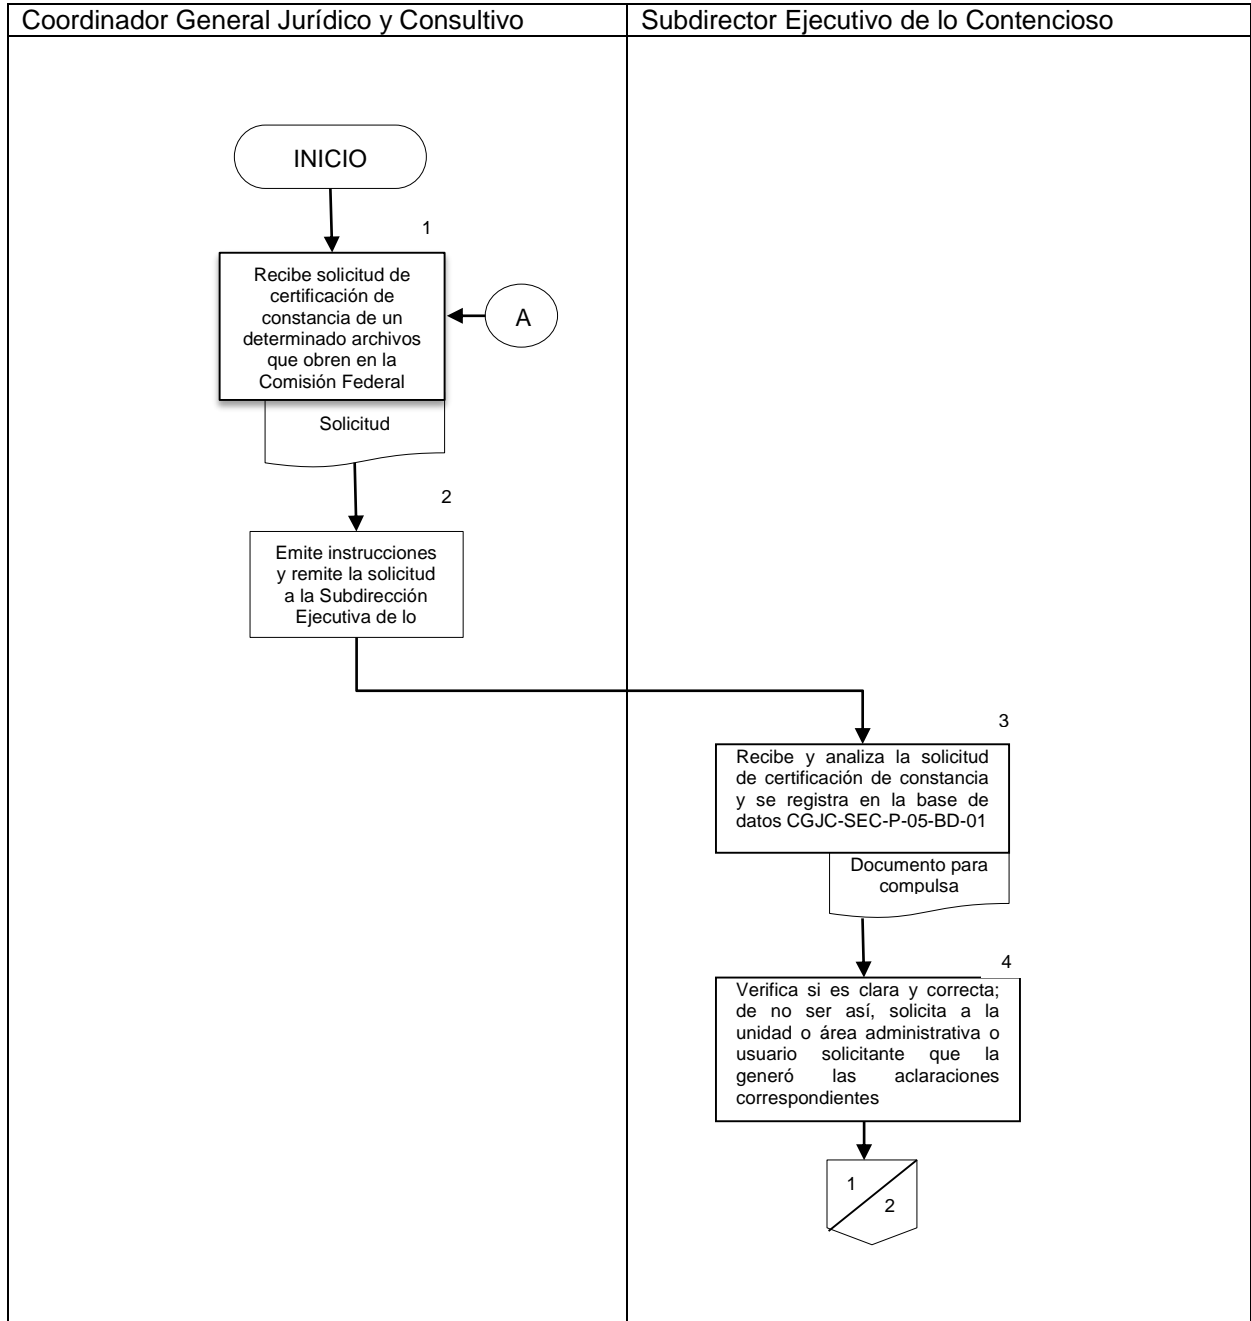 Coordinador General Jurídico y Consultivo
Subdirector Ejecutivo de lo Contencioso
INICIO
1
Recibe solicitud de
certificación de
constancia de un
determinado archivos
que obren en la
Comisión Federal
A
Solicitud
2
Emite instrucciones
y remite la solicitud
a la Subdirección
Ejecutiva de lo
3
Recibe y analiza la solicitud
de certificación de constancia
y se registra en la base de
datos CGJC-SEC-P-05-BD-01
Documento para
compulsa
4
Verifica si es clara y correcta;
de no ser así, solicita a la
unidad o área administrativa o
usuario solicitante que la
generó las aclaraciones
correspondientes
1
2